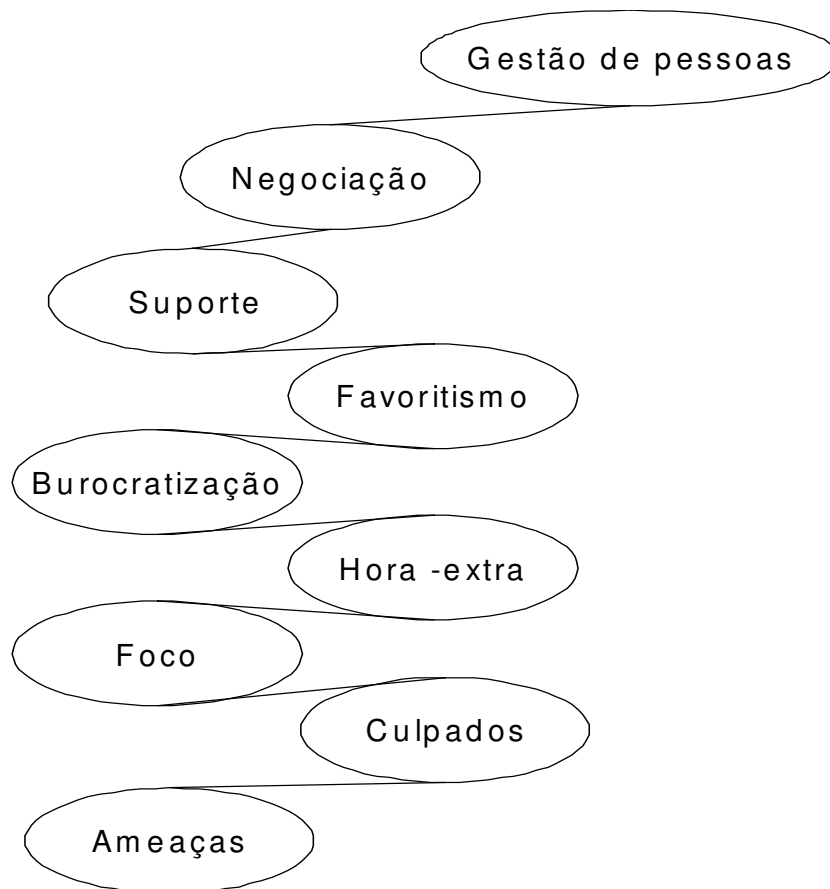 Gestão de pessoas
Negociação
Suporte
Favoritismo
Burocratização
Hora -extra
Foco
Culpados
Ameaças